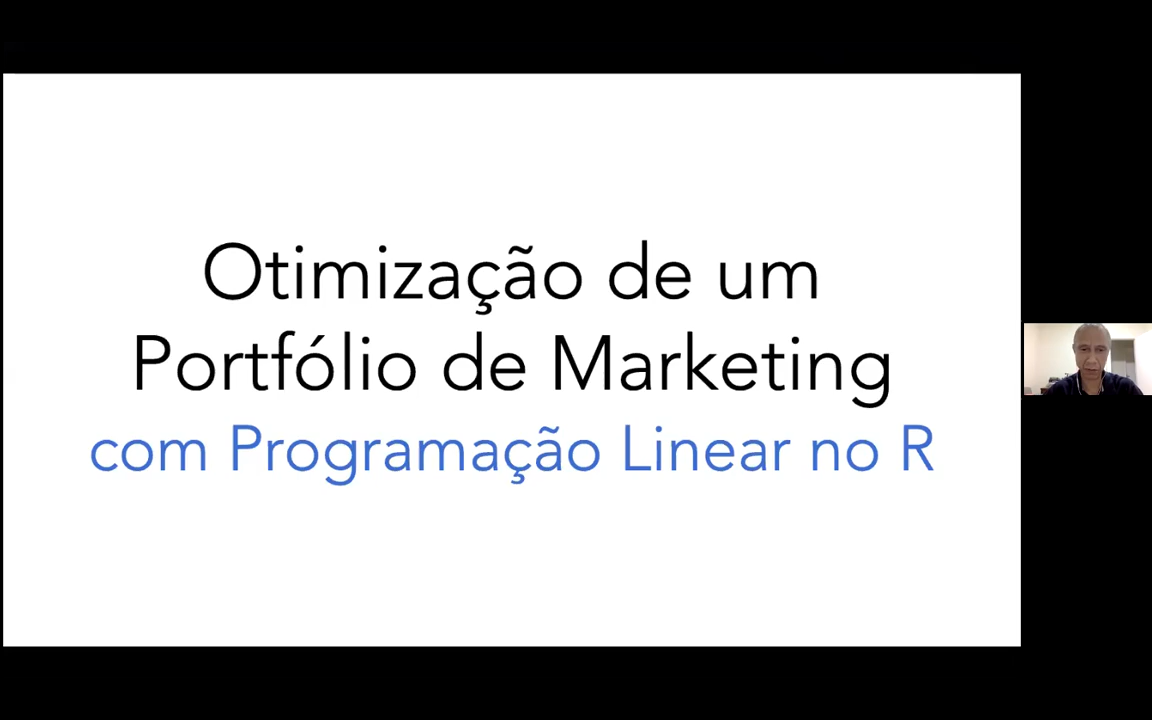 Otimização de um
Portfólio de Marketing
com Programação Linear no R